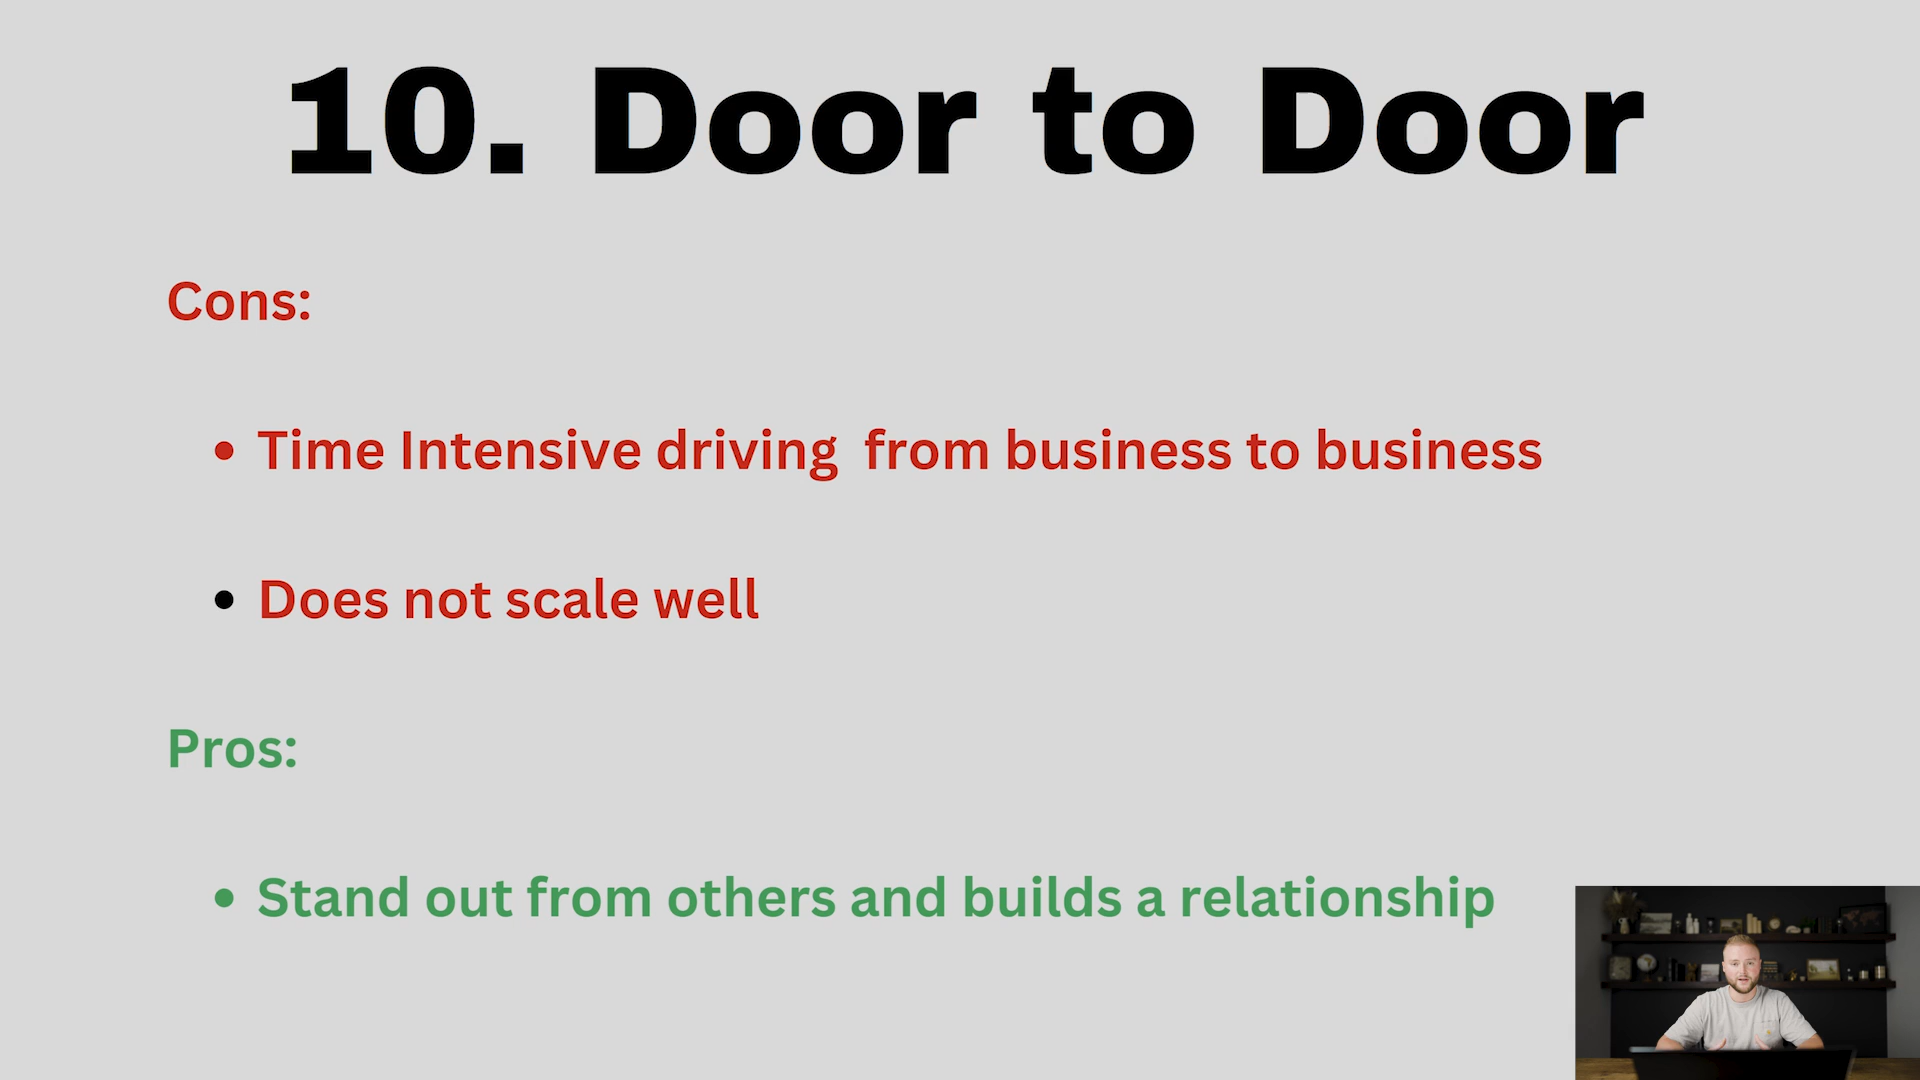 10. Door to Door
Cons:
• Time Intensive driving  from business to business
• Does not scale well
Pros:
• Stand out from others and builds a relationship